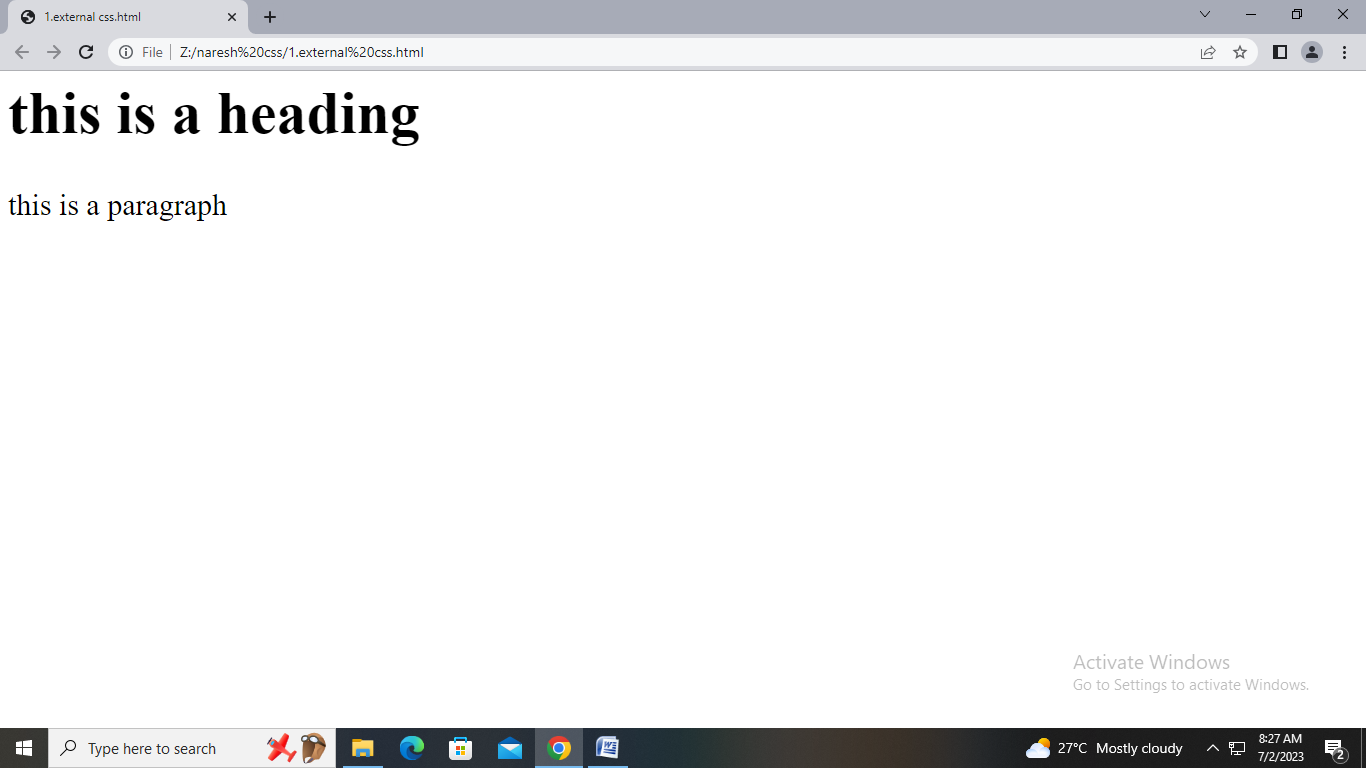 1.external css.html
File
Z:/naresh%20css/1.external%20css.html
this is a heading
this is a paragraph
Activate Windows
Go to Settings to activate Windows.
Type here to search
27°C Mostly cloudy
8:27 AM
7/2/2023
2